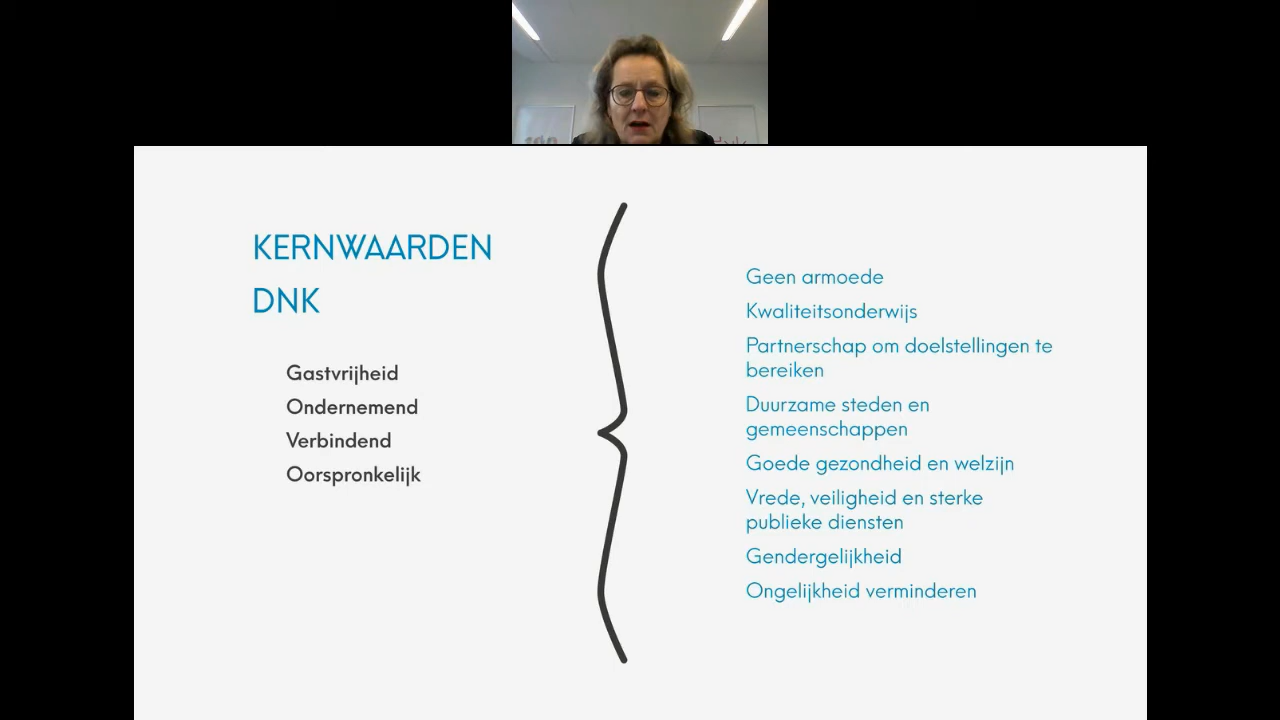 KERNWAARDEN
DNK
Gastvrijheid
Ondernemend
Verbindend
Oorspronkelijk
Geen armoede
Kwaliteitsonderwijs
Partnerschap om doelstellingen te
bereiken
Duurzame steden en
gemeenschappen
Goede gezondheid en welzijn
Vrede, veiligheid en sterke
publieke diensten
Gendergelijkheid
Ongelijkheid verminderen